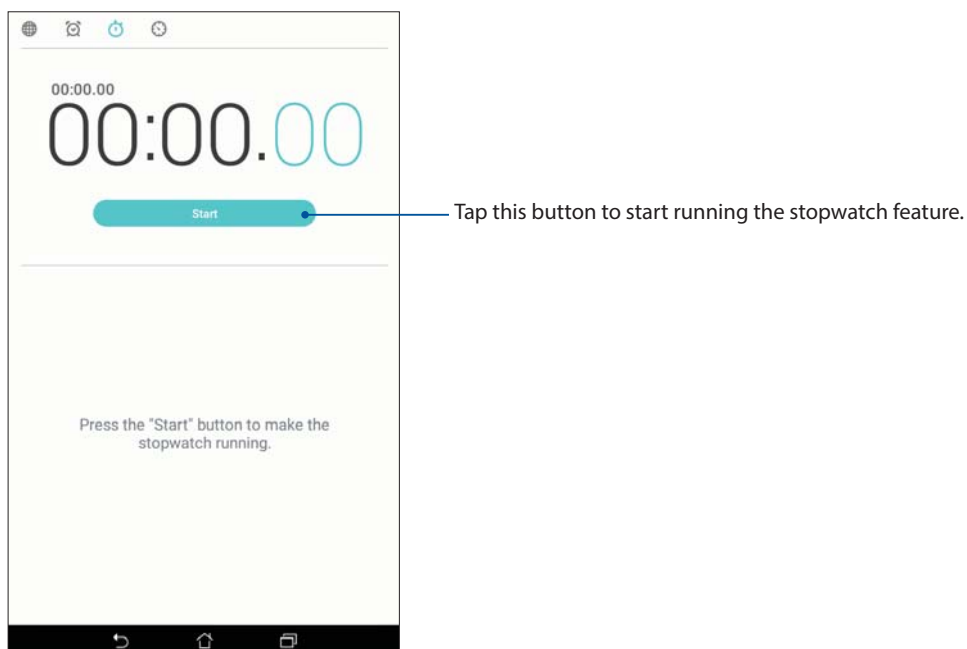 00:00.00
00:00.00
Start
Tap this button to start running the stopwatch feature.
Press the "Start" button to make the
stopwatch running.